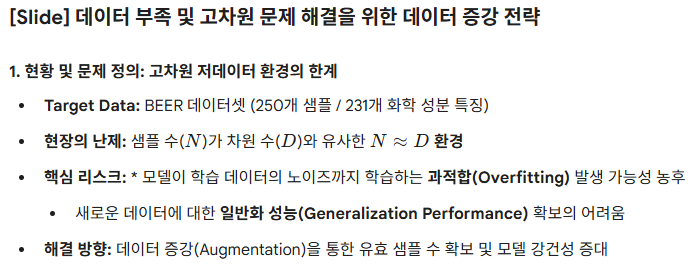 [Slide] 데이터 부족 및 고차원 문제 해결을 위한 데이터 증강 전략
1. 현황 및 문제 정의: 고차원 저데이터 환경의 한계
• Target Data: BEER 데이터셋 (250개 샘플 / 231개 화학 성분 특징)
• 현장의 난제: 샘플 수(N)가 차원 수(D)와 유사한 N ≈ D 환경
• 핵심 리스크: * 모델이 학습 데이터의 노이즈까지 학습하는 과적합(Overfitting) 발생 가능성 농후
• 새로운 데이터에 대한 일반화 성능(Generalization Performance) 확보의 어려움
• 해결 방향: 데이터 증강(Augmentation)을 통한 유효 샘플 수 확보 및 모델 강건성 증대